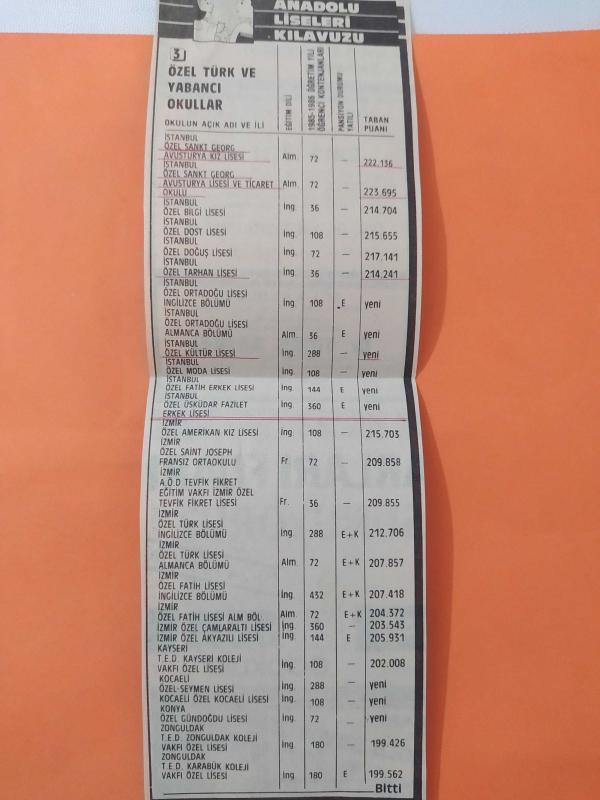 ANADOLU
LİSELERİ
KILAVUZU
3
ÖZEL TÜRK VE
YABANCI
OKULLAR
OKULUN AÇIK ADI VE İLİ
EĞİTİM DİLİ
1985-1986 ÖĞRETİM YILI
ÖĞRENCİ KONTENJANLARI
PANSİYON DURUMU
YATILI
TABAN
PUANI
İSTANBUL
ÖZEL SANKT GEORG
AVUSTURYA KIZ LİSESİ Alm. 72 — 222.136
İSTANBUL
ÖZEL SANKT GEORG
AVUSTURYA LİSESİ VE TİCARET Alm. 72 —
OKULU 223.695
İSTANBUL
ÖZEL BİLGİ LİSESİ İng. 36 — 214.704
İSTANBUL
ÖZEL DOST LİSESİ İng. 108 — 215.655
İSTANBUL
ÖZEL DOĞUŞ LİSESİ İng. 72 — 217.141
İSTANBUL
ÖZEL TARHAN LİSESİ İng. 36 — 214.241
İSTANBUL
ÖZEL ORTADOĞU LİSESİ
İNGİLİZCE BÖLÜMÜ İng. 108 E yeni
İSTANBUL
ÖZEL ORTADOĞU LİSESİ
ALMANCA BÖLÜMÜ Alm. 36 E yeni
İSTANBUL
ÖZEL KÜLTÜR LİSESİ İng. 288 — yeni
İSTANBUL
ÖZEL MODA LİSESİ İng. 108 — yeni
İSTANBUL
ÖZEL FATİH ERKEK LİSESİ İng. 144 E yeni
İSTANBUL
ÖZEL ÜSKÜDAR FAZİLET İng. 360 E yeni
ERKEK LİSESİ
İZMİR
ÖZEL AMERİKAN KIZ LİSESİ İng. 108 — 215.703
İZMİR
ÖZEL SAINT JOSEPH
FRANSIZ ORTAOKULU Fr. 72 — 209.858
İZMİR
A.Ö.D TEVFİK FİKRET
EĞİTİM VAKFI İZMİR ÖZEL
TEVFİK FİKRET LİSESİ Fr. 36 — 209.855
İZMİR
ÖZEL TÜRK LİSESİ
İNGİLİZCE BÖLÜMÜ İng. 288 E+K 212.706
İZMİR
ÖZEL TÜRK LİSESİ
ALMANCA BÖLÜMÜ Alm. 72 E+K 207.857
İZMİR
ÖZEL FATİH LİSESİ
İNGİLİZCE BÖLÜMÜ İng. 432 E+K 207.418
İZMİR
ÖZEL FATİH LİSESİ ALM BÖL. Alm. 72 E+K 204.372
İZMİR ÖZEL ÇAMLARALTI LİSESİ İng. 360 — 203.543
İZMİR ÖZEL AKYAZILI LİSESİ İng. 144 E 205.931
KAYSERİ
T.E.D. KAYSERİ KOLEJİ
VAKFI ÖZEL LİSESİ İng. 108 — 202.008
KOCAELİ
ÖZEL SEYMEN LİSESİ İng. 288 — yeni
KOCAELİ ÖZEL KOCAELİ LİSESİ İng. 108 — yeni
KONYA
ÖZEL GÜNDOĞDU LİSESİ İng. 72 — yeni
ZONGULDAK
T.E.D. ZONGULDAK KOLEJİ
VAKFI ÖZEL LİSESİ İng. 180 — 199.426
ZONGULDAK
T.E.D. KARABÜK KOLEJİ
VAKFI ÖZEL LİSESİ İng. 180 E 199.562
Bitti